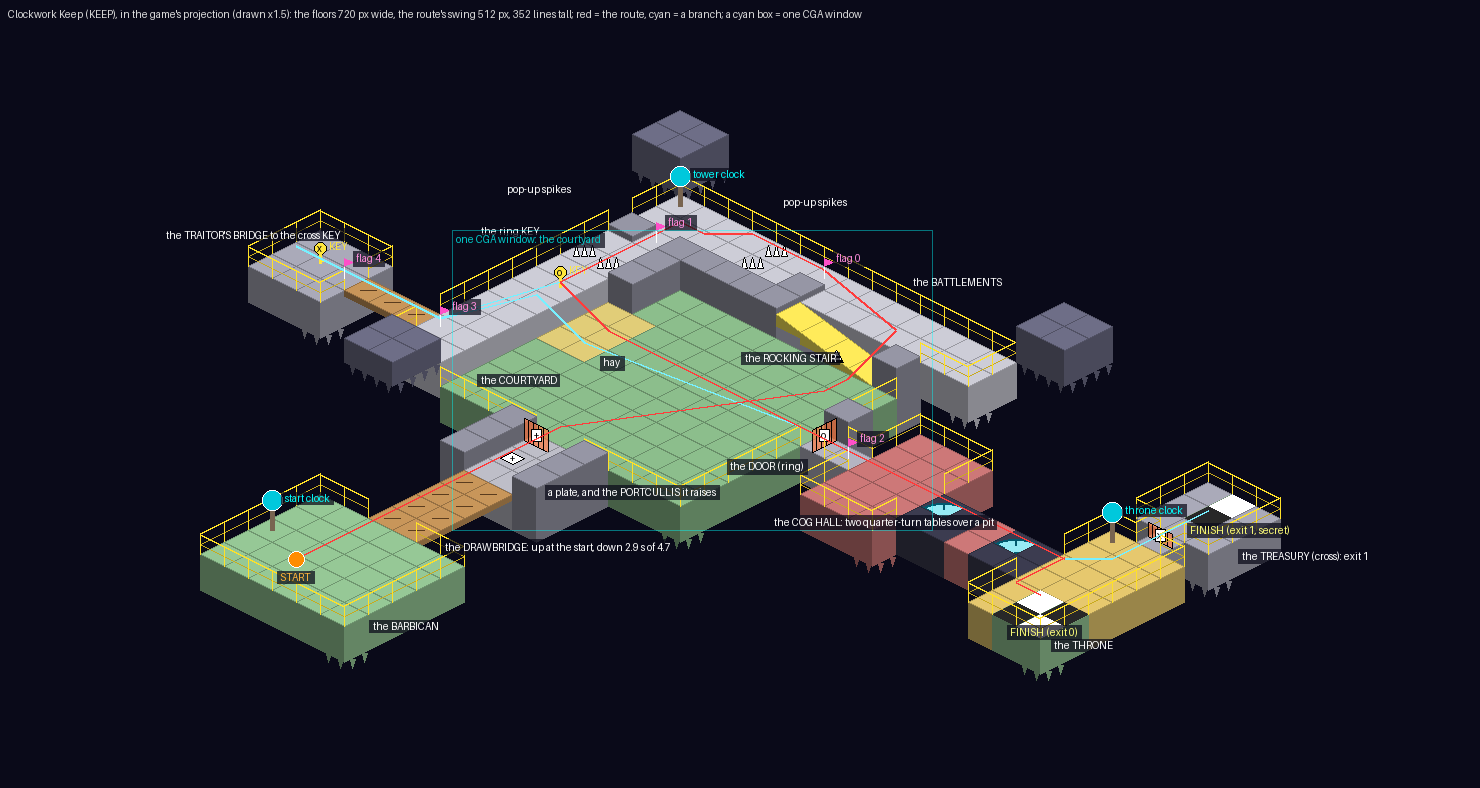 Clockwork Keep (KEEP), in the game's projection (drawn x1.5): the floors 720 px wide, the route's swing 512 px, 352 lines tall; red = the route, cyan = a branch; a cyan box = one CGA window
tower clock
pop-up spikes
pop-up spikes
flag 1
the ring KEY
the TRAITOR'S BRIDGE to the cross KEY
one CGA window: the courtyard
X
KEY
flag 4
flag 0
O
the BATTLEMENTS
flag 3
the ROCKING STAIR
hay
the COURTYARD
flag 2
the DOOR (ring)
a plate, and the PORTCULLIS it raises
start clock
throne clock
the COG HALL: two quarter-turn tables over a pit
FINISH (exit 1, secret)
the DRAWBRIDGE: up at the start, down 2.9 s of 4.7
the TREASURY (cross): exit 1
START
the BARBICAN
FINISH (exit 0)
the THRONE